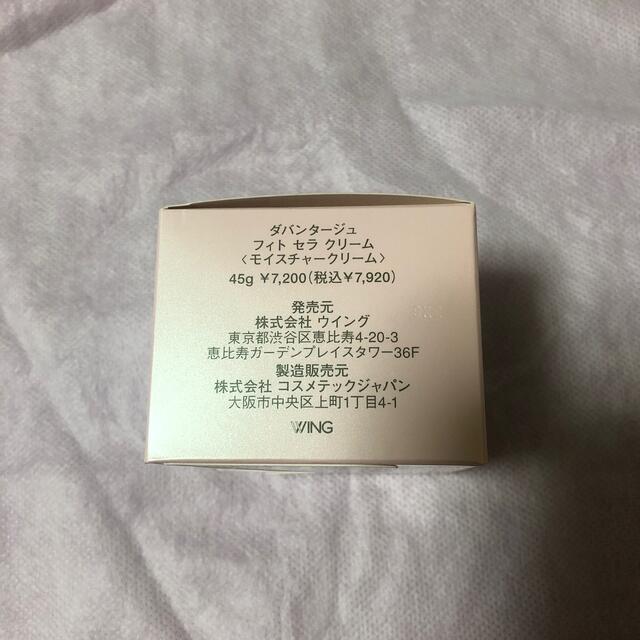 ダバンタージュ
フィト セラ クリーム
〈モイスチャークリーム〉
45g ¥7,200(税込¥7,920)
発売元
株式会社 ウイング
東京都渋谷区恵比寿4-20-3
恵比寿ガーデンプレイスタワー36F
製造販売元
株式会社 コスメテックジャパン
大阪市中央区上町1丁目4-1
WING